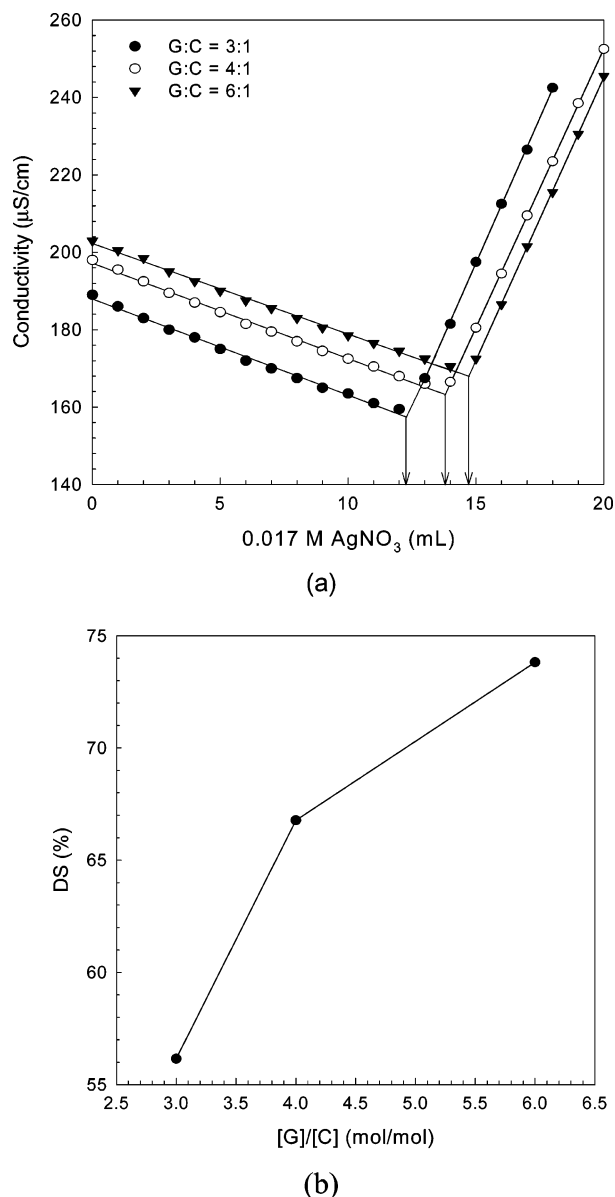 260
240
220
200
180
160
140
Conductivity (μS/cm)
G:C = 3:1
G:C = 4:1
G:C = 6:1
0 5 10 15 20
0.017 M AgNO₃ (mL)
(a)
75
70
65
60
55
DS (%)
2.5 3.0 3.5 4.0 4.5 5.0 5.5 6.0 6.5
[G]/[C] (mol/mol)
(b)